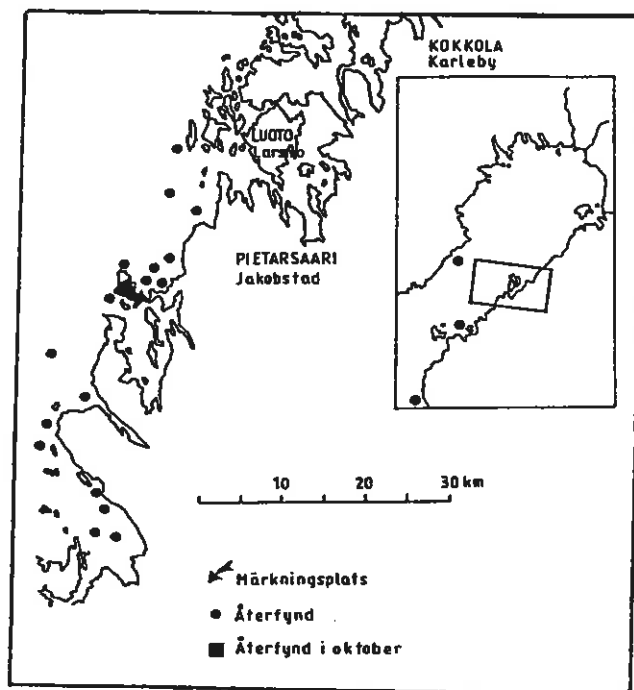 KOKKOLA
Karleby
LUOTO
Larsmo
PIETARSAARI
Jakobstad
10 20 30 km
Märkningsplats
Återfynd
Återfynd i oktober